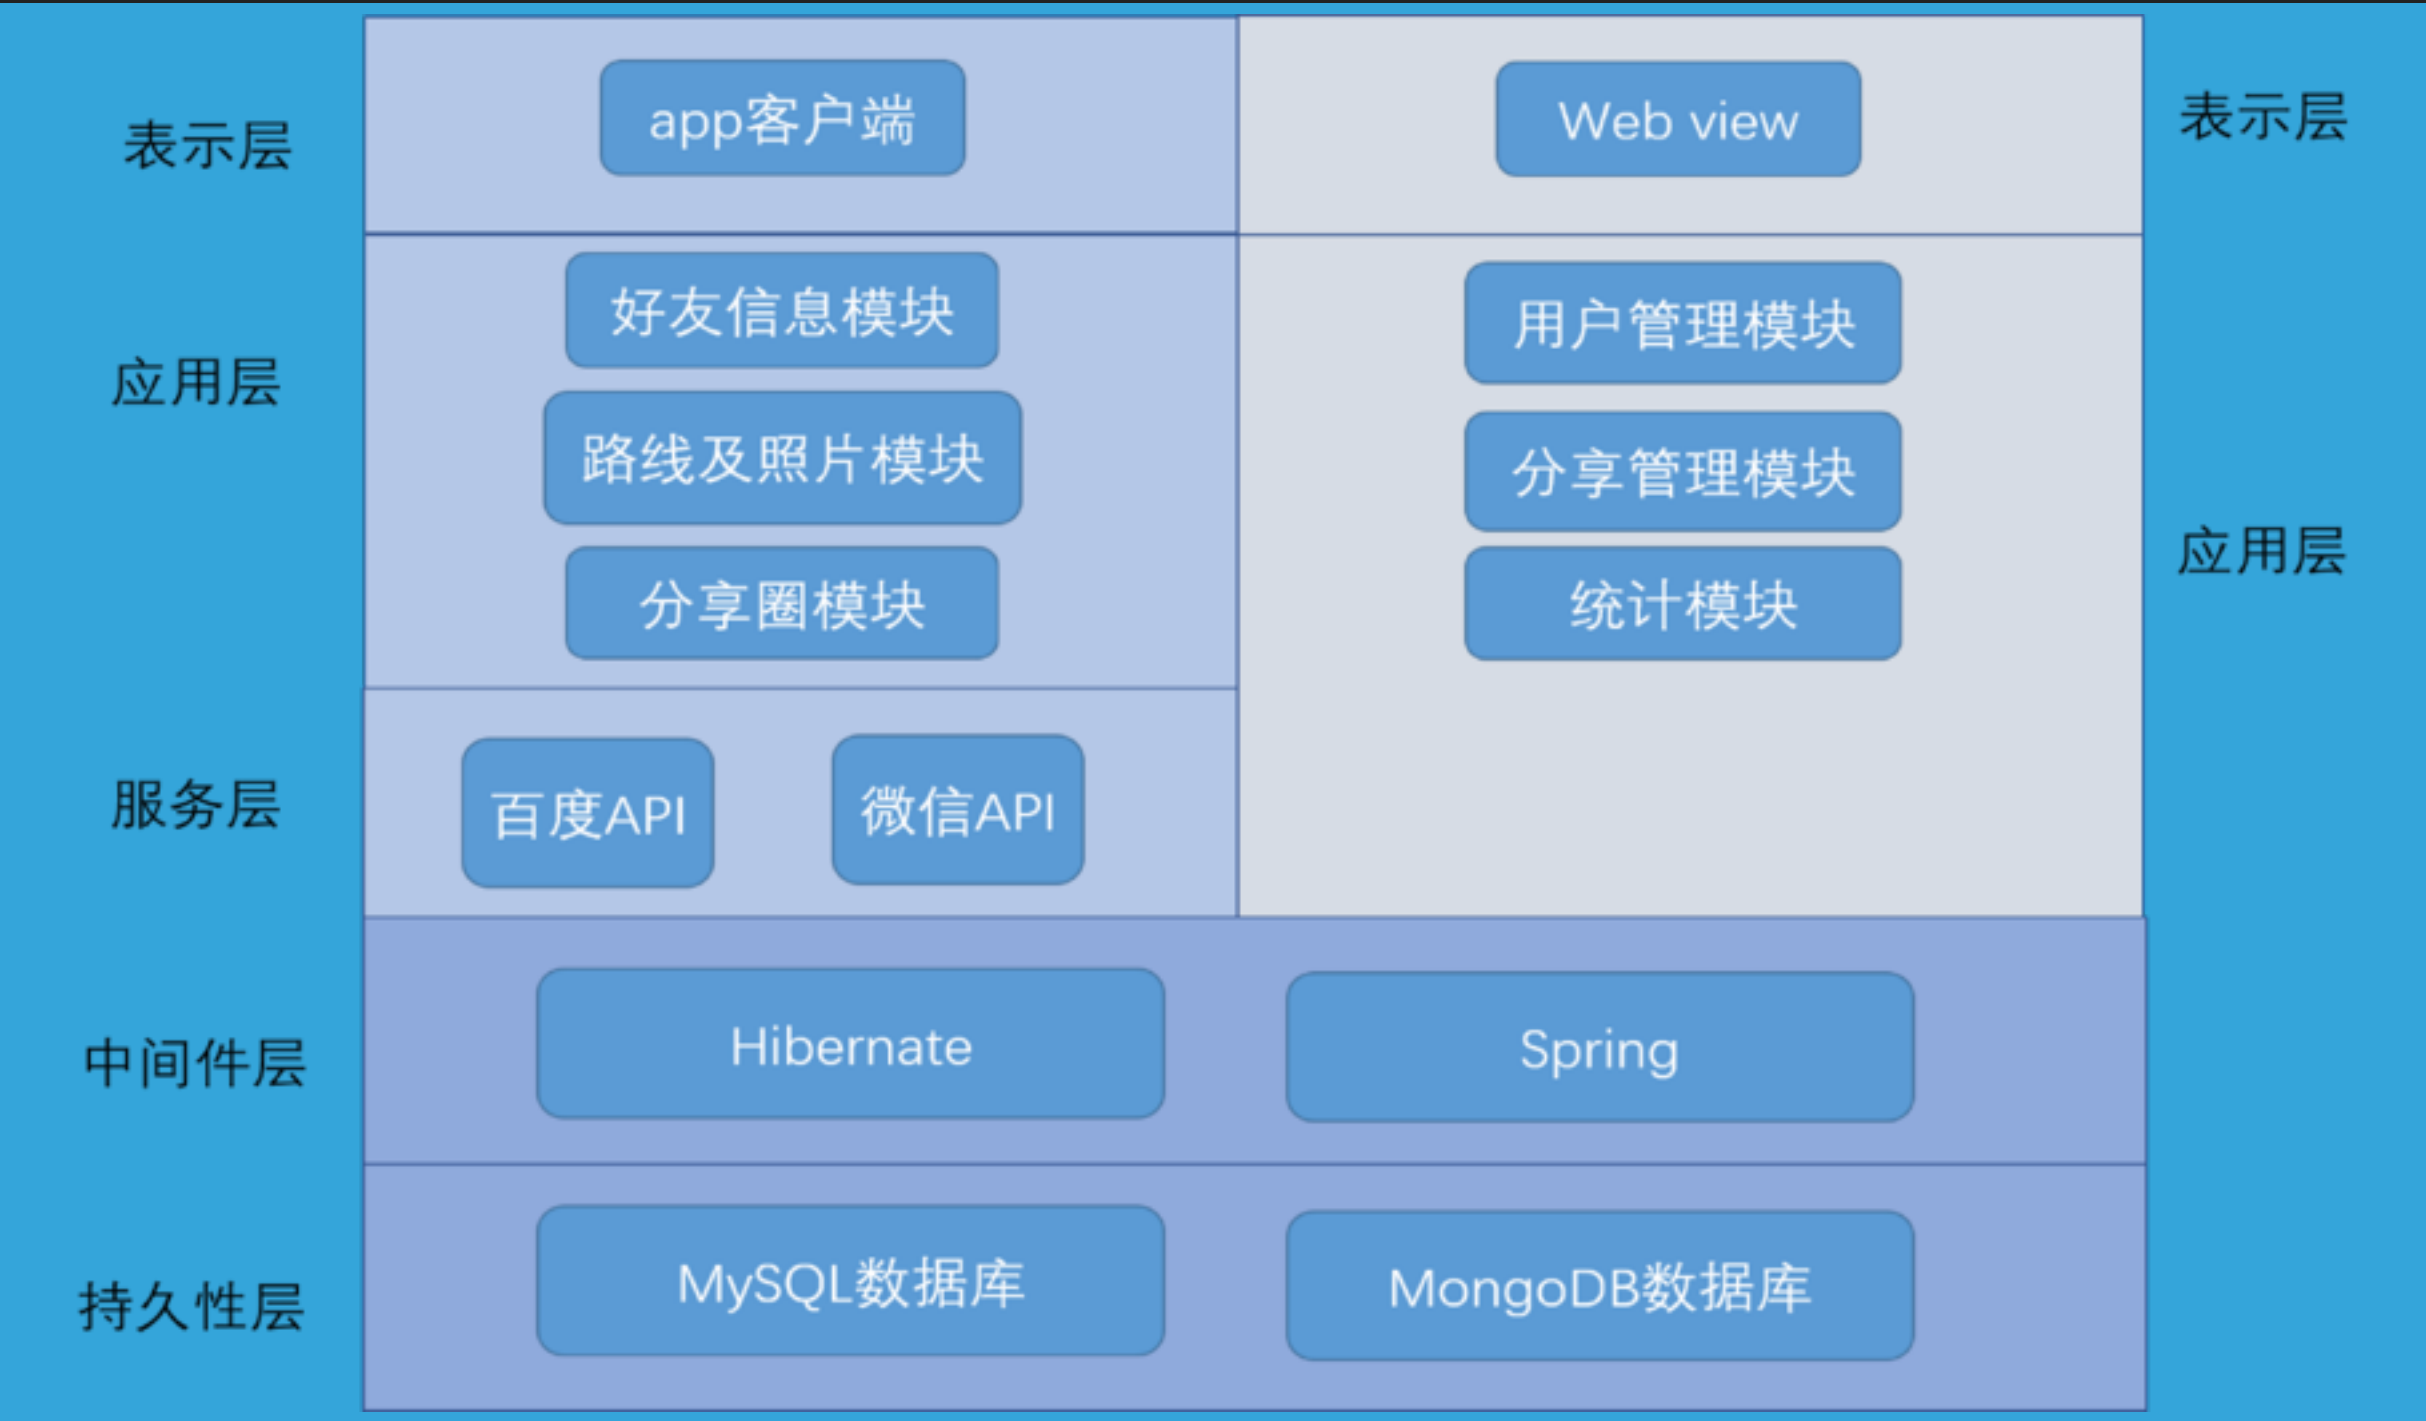 表示层
app客户端
Web view
表示层
应用层
好友信息模块
路线及照片模块
分享圈模块
用户管理模块
分享管理模块
统计模块
应用层
服务层
百度API
微信API
中间件层
Hibernate
Spring
持久性层
MySQL数据库
MongoDB数据库